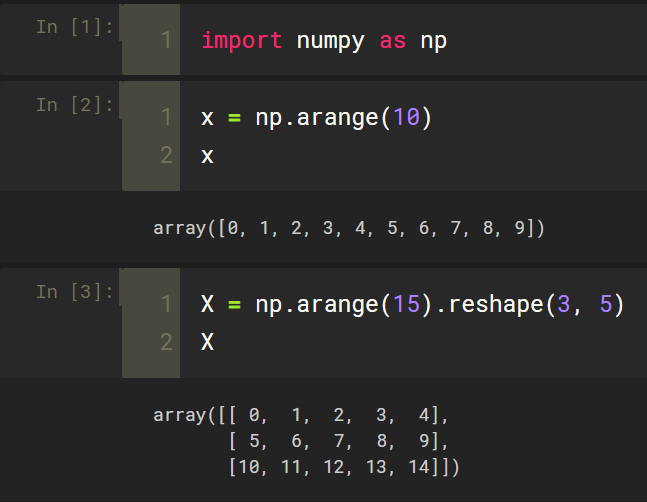 In [1]:
1 import numpy as np
In [2]:
1 x = np.arange(10)
2 x
array([0, 1, 2, 3, 4, 5, 6, 7, 8, 9])
In [3]:
1 X = np.arange(15).reshape(3, 5)
2 X
array([[ 0,  1,  2,  3,  4],
       [ 5,  6,  7,  8,  9],
       [10, 11, 12, 13, 14]])